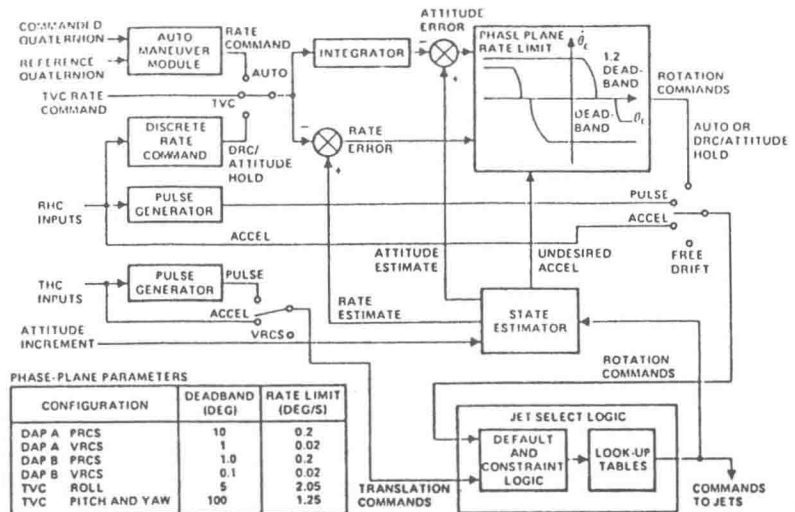 COMMANDED
QUATERNION
REFERENCE
QUATERNION
AUTO
MANEUVER
MODULE
RATE
COMMAND
AUTO
TVC RATE
COMMAND
TVC
DISCRETE
RATE
COMMAND
DRC/
ATTITUDE
HOLD
INTEGRATOR
ATTITUDE
ERROR
−
+
−
RATE
ERROR
+
PHASE PLANE
RATE LIMIT
θ̇e
1.2
DEAD-
BAND
DEAD-
BAND
θe
ROTATION
COMMANDS
AUTO OR
DRC/ATTITUDE
HOLD
RHC
INPUTS
PULSE
GENERATOR
PULSE
ACCEL
ACCEL
FREE
DRIFT
ATTITUDE
ESTIMATE
UNDESIRED
ACCEL
THC
INPUTS
PULSE
GENERATOR
PULSE
ACCEL
VRCS
RATE
ESTIMATE
ATTITUDE
INCREMENT
STATE
ESTIMATOR
ROTATION
COMMANDS
PHASE-PLANE PARAMETERS
CONFIGURATION DEADBAND (DEG) RATE LIMIT (DEG/S)
DAP A PRCS 10 0.2
DAP A VRCS 1 0.02
DAP B PRCS 1.0 0.2
DAP B VRCS 0.1 0.02
TVC ROLL 5 2.05
TVC PITCH AND YAW 100 1.25
TRANSLATION
COMMANDS
JET SELECT LOGIC
DEFAULT
AND
CONSTRAINT
LOGIC
LOOK-UP
TABLES
COMMANDS
TO JETS